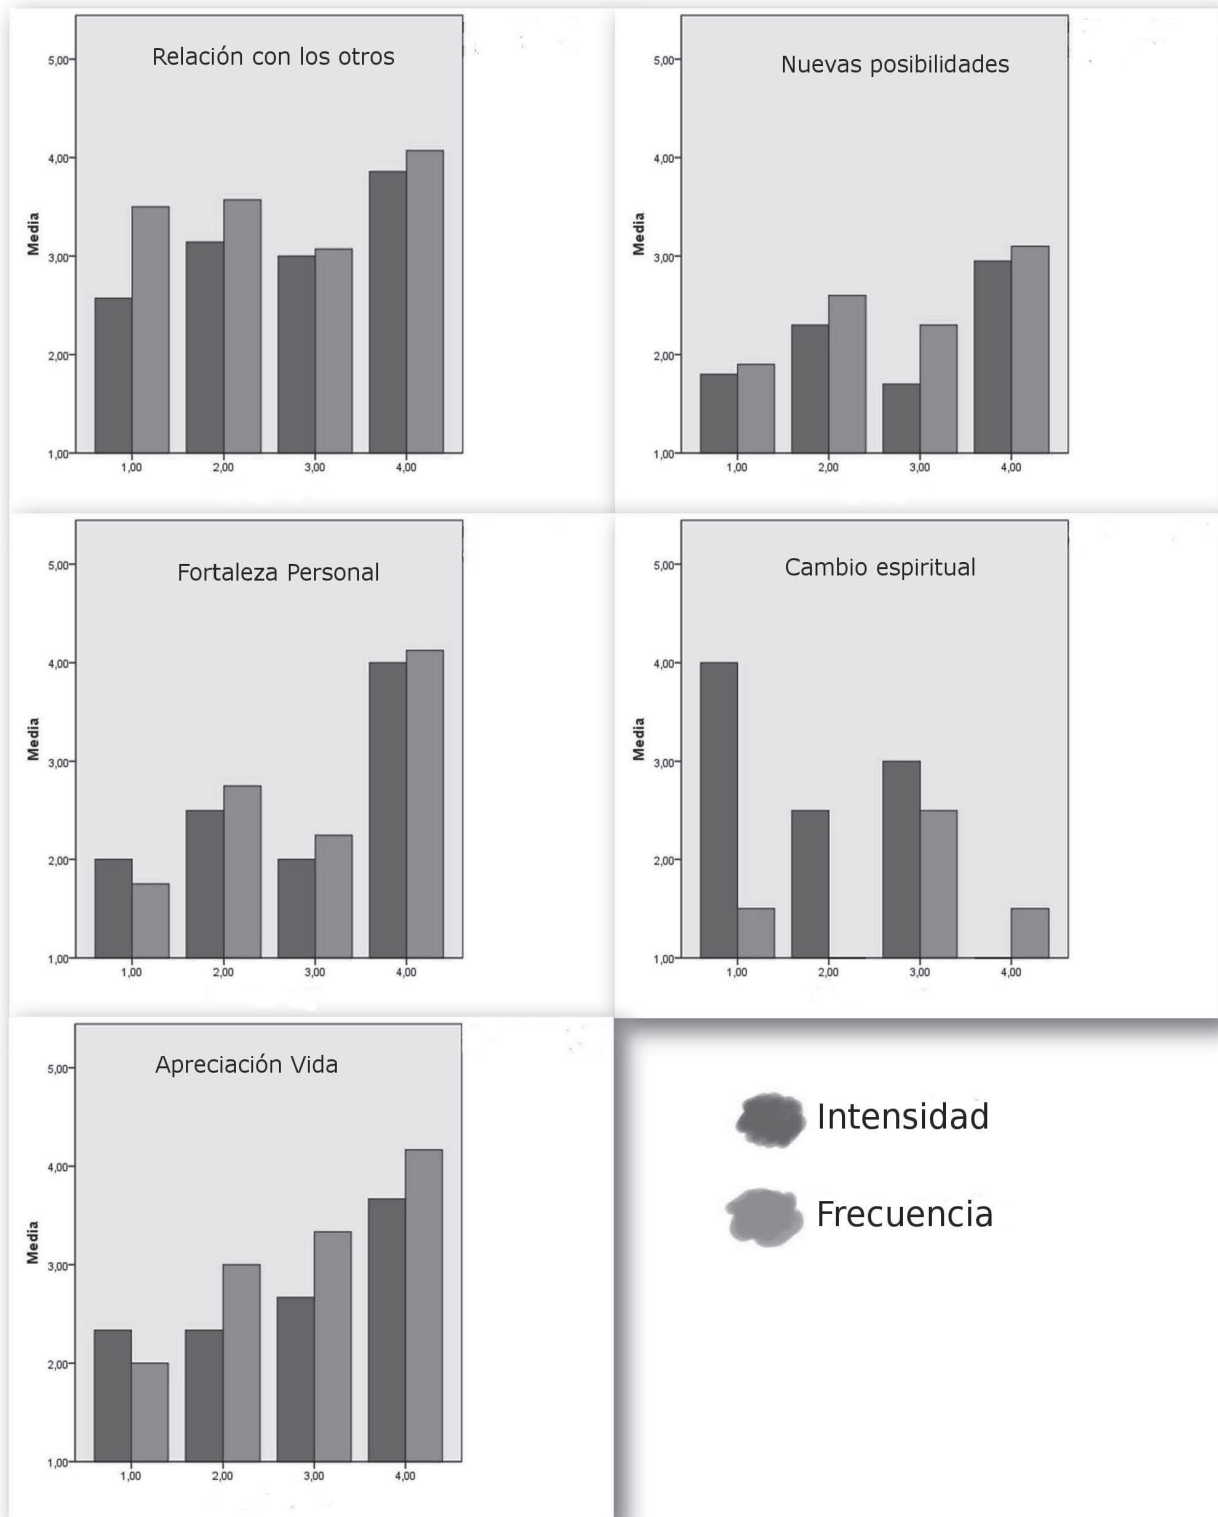 Relación con los otros
5,00
4,00
3,00
2,00
1,00
Media
1,00 2,00 3,00 4,00
Nuevas posibilidades
5,00
4,00
3,00
2,00
1,00
Media
1,00 2,00 3,00 4,00
Fortaleza Personal
5,00
4,00
3,00
2,00
1,00
Media
1,00 2,00 3,00 4,00
Cambio espiritual
5,00
4,00
3,00
2,00
1,00
Media
1,00 2,00 3,00 4,00
Apreciación Vida
5,00
4,00
3,00
2,00
1,00
Media
1,00 2,00 3,00 4,00
Intensidad
Frecuencia